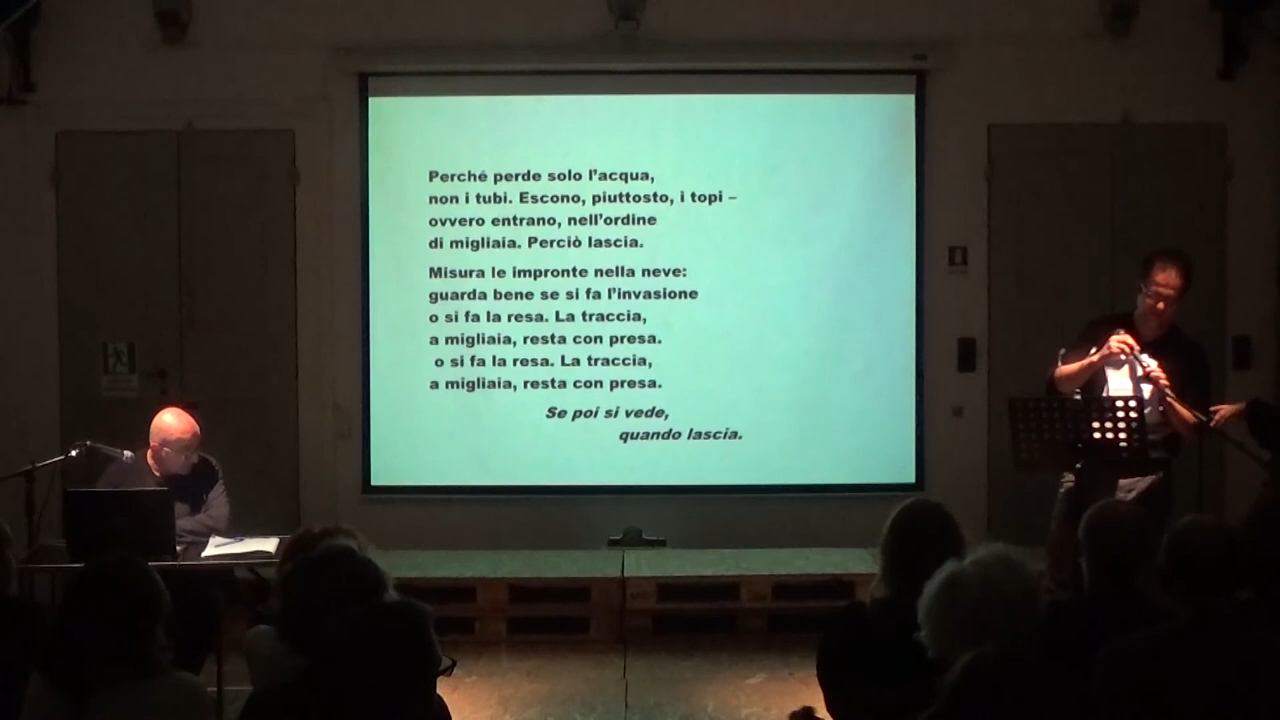 Perché perde solo l'acqua,
non i tubi. Escono, piuttosto, i topi –
ovvero entrano, nell'ordine
di migliaia. Perciò lascia.
Misura le impronte nella neve:
guarda bene se si fa l'invasione
o si fa la resa. La traccia,
a migliaia, resta con presa.
o si fa la resa. La traccia,
a migliaia, resta con presa.
Se poi si vede,
quando lascia.